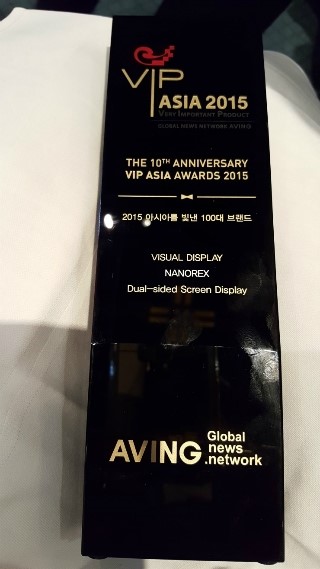 VIP
ASIA 2015
VERY IMPORTANT PRODUCT
GLOBAL NEWS NETWORK AVING
THE 10TH ANNIVERSARY
VIP ASIA AWARDS 2015
2015 아시아를 빛낸 100대 브랜드
VISUAL DISPLAY
NANOREX
Dual-sided Screen Display
AVING Global
news
.network